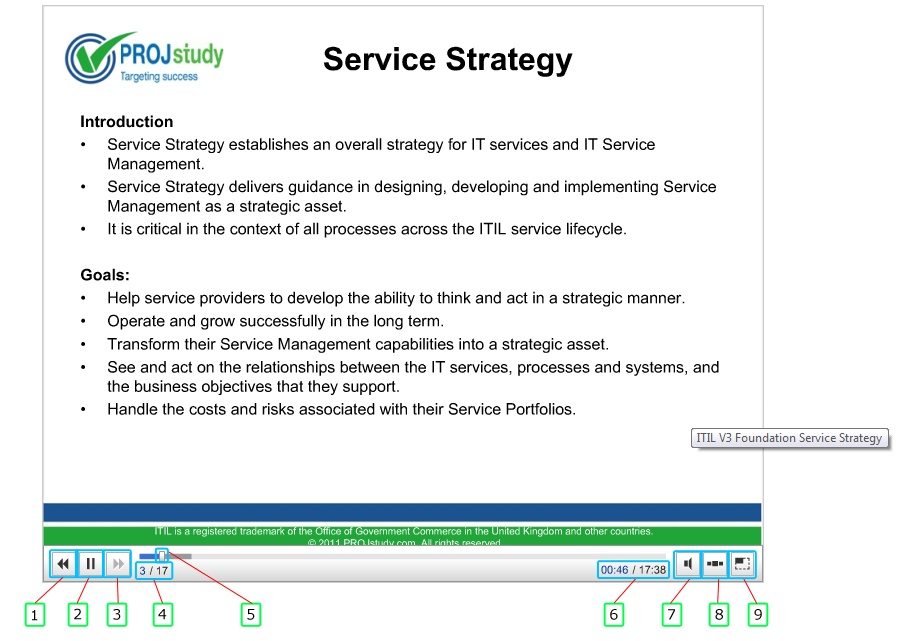 PROJstudy
Targeting success
Service Strategy
Introduction
• Service Strategy establishes an overall strategy for IT services and IT Service
Management.
• Service Strategy delivers guidance in designing, developing and implementing Service
Management as a strategic asset.
• It is critical in the context of all processes across the ITIL service lifecycle.
Goals:
• Help service providers to develop the ability to think and act in a strategic manner.
• Operate and grow successfully in the long term.
• Transform their Service Management capabilities into a strategic asset.
• See and act on the relationships between the IT services, processes and systems, and
the business objectives that they support.
• Handle the costs and risks associated with their Service Portfolios.
ITIL V3 Foundation Service Strategy
ITIL is a registered trademark of the Office of Government Commerce in the United Kingdom and other countries.
© 2011 PROJstudy.com. All rights reserved
3 / 17
00:46 / 17:38
1 2 3 4 5 6 7 8 9